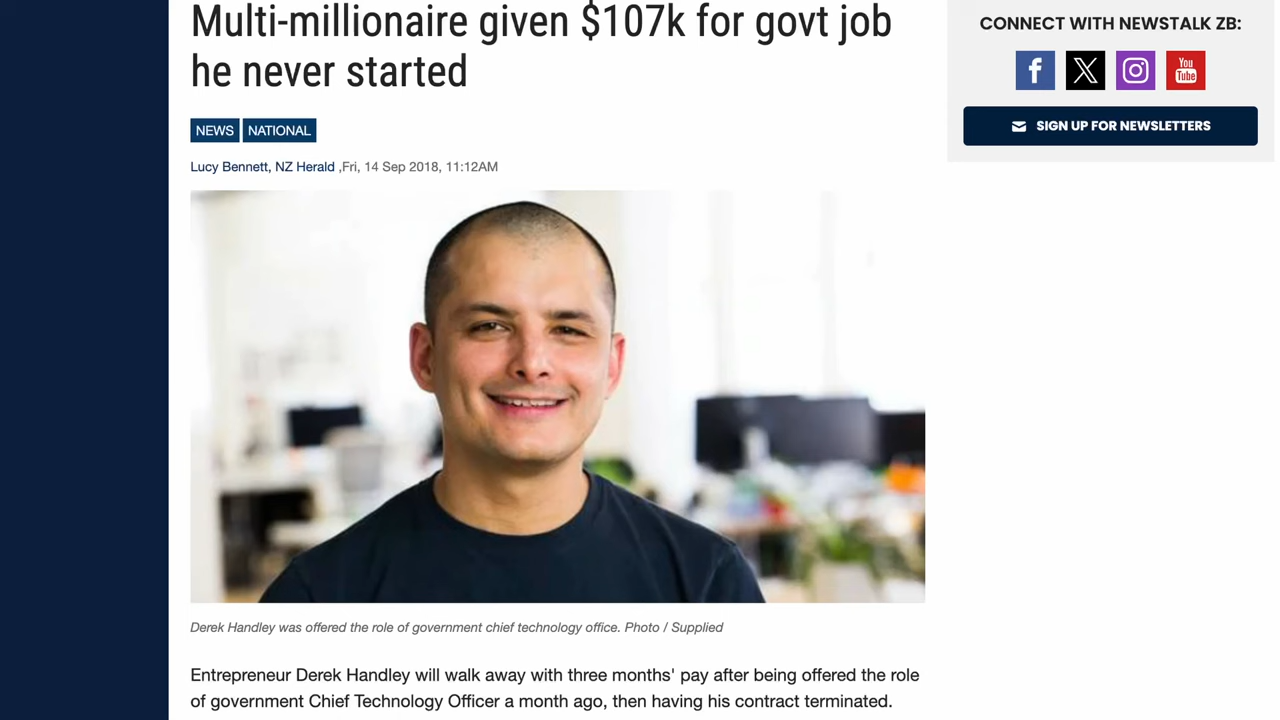 Multi-millionaire given $107k for govt job
he never started
NEWS NATIONAL
Lucy Bennett, NZ Herald ,Fri, 14 Sep 2018, 11:12AM
Derek Handley was offered the role of government chief technology office. Photo / Supplied
Entrepreneur Derek Handley will walk away with three months' pay after being offered the role
of government Chief Technology Officer a month ago, then having his contract terminated.
CONNECT WITH NEWSTALK ZB:
f X You Tube
SIGN UP FOR NEWSLETTERS